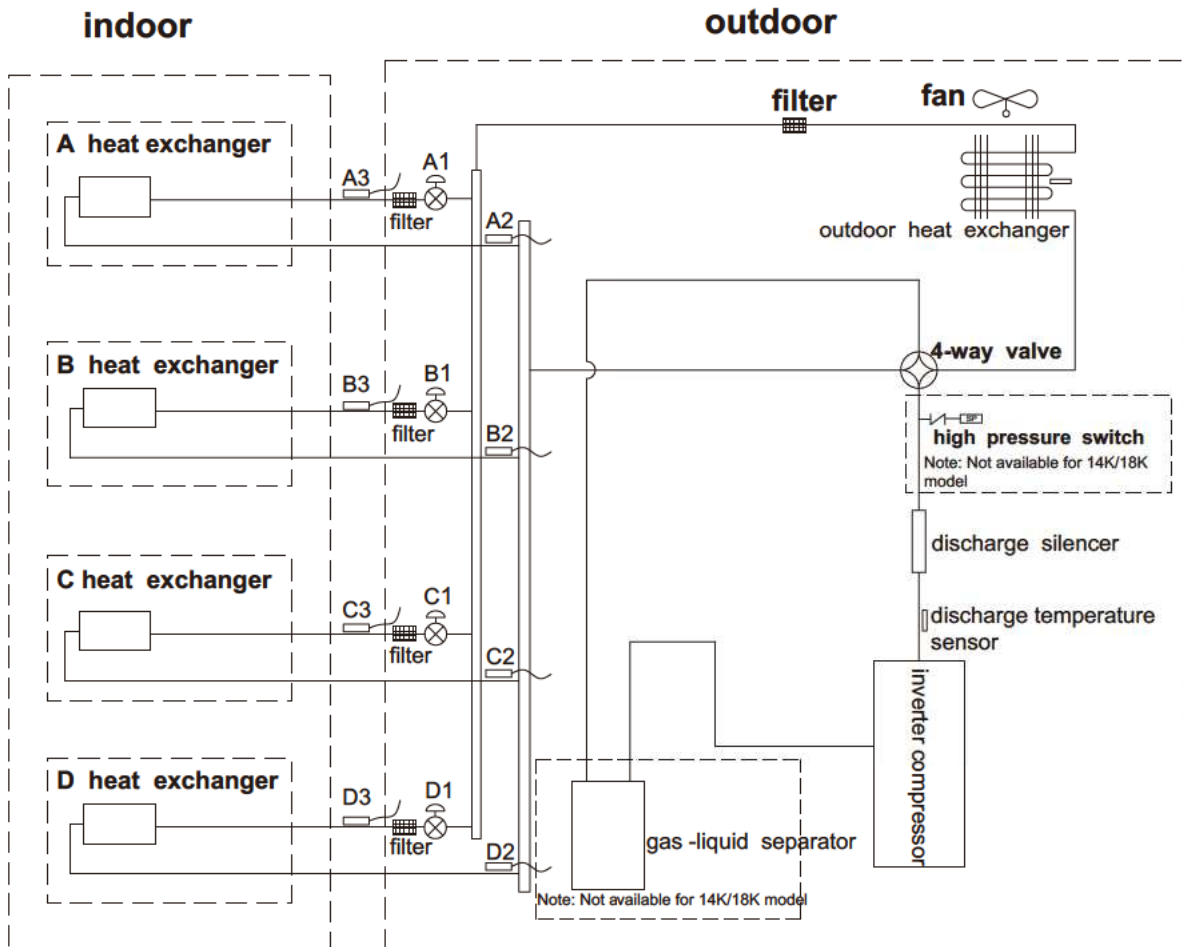 indoor
outdoor
filter
fan
A heat exchanger
A3
A1
filter
A2
outdoor heat exchanger
4-way valve
B heat exchanger
B3
B1
filter
B2
SP
high pressure switch
Note: Not available for 14K/18K
model
discharge silencer
C heat exchanger
C3
C1
filter
C2
discharge temperature
sensor
inverter compressor
D heat exchanger
D3
D1
filter
D2
gas -liquid separator
Note: Not available for 14K/18K model